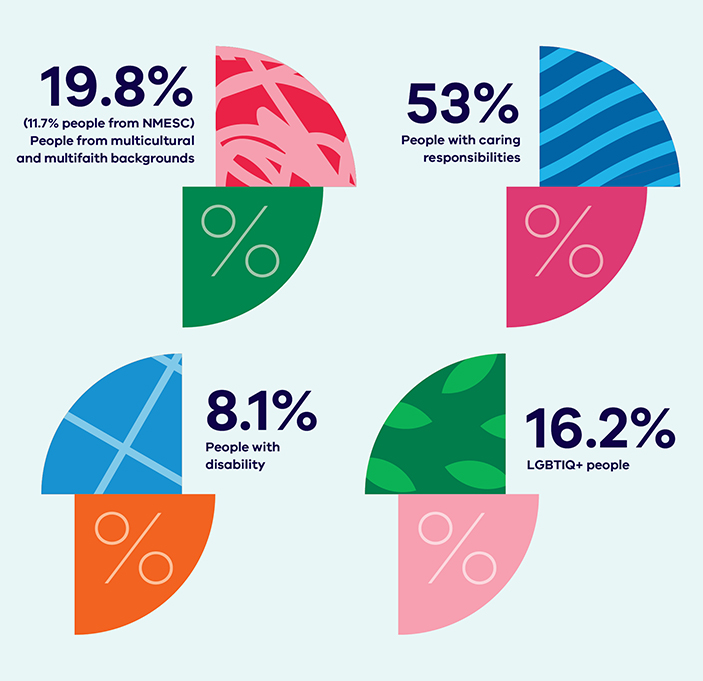 19.8%
(11.7% people from NMESC)
People from multicultural
and multifaith backgrounds
%
53%
People with caring
responsibilities
%
8.1%
People with
disability
%
16.2%
LGBTIQ+ people
%